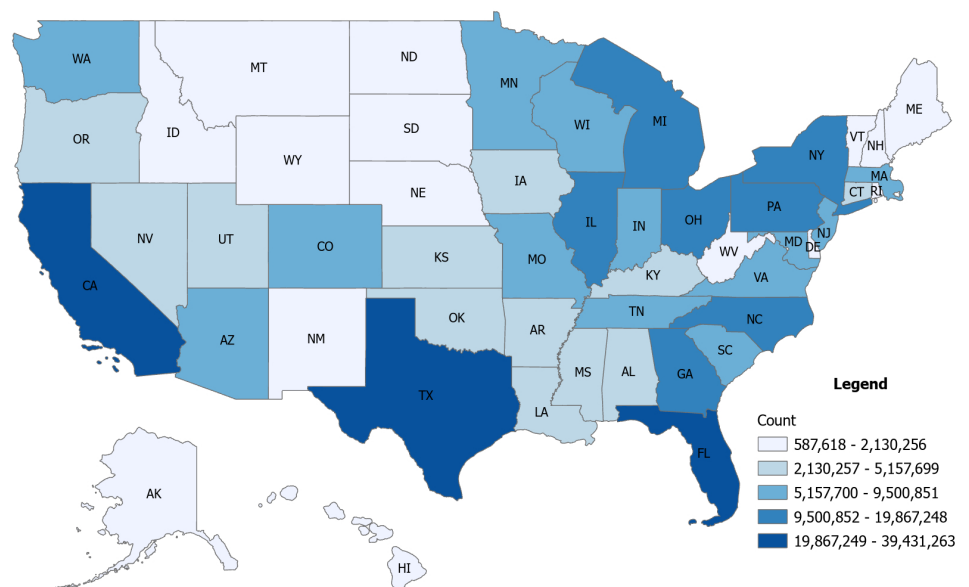 WA
MT
ND
MN
ME
OR
ID
SD
WI
MI
VT
NH
NY
WY
MA
IA
NE
CT
RI
PA
NV
UT
CO
IL
IN
OH
NJ
MD
DE
KS
MO
WV
KY
VA
CA
AZ
NM
OK
AR
TN
NC
SC
MS
AL
GA
TX
LA
FL
AK
HI
Legend
Count
587,618 - 2,130,256
2,130,257 - 5,157,699
5,157,700 - 9,500,851
9,500,852 - 19,867,248
19,867,249 - 39,431,263